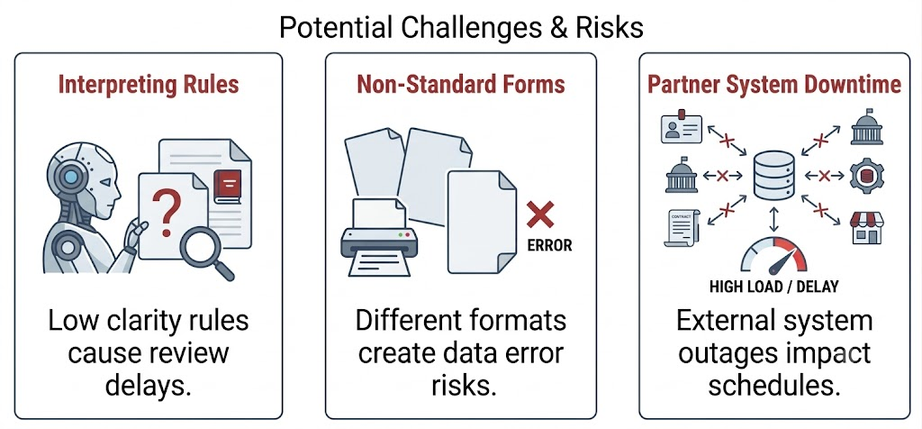 Potential Challenges & Risks
Interpreting Rules
?
Low clarity rules
cause review
delays.
Non-Standard Forms
ERROR
Different formats
create data error
risks.
Partner System Downtime
CONTRACT
HIGH LOAD / DELAY
External system
outages impact
schedules.